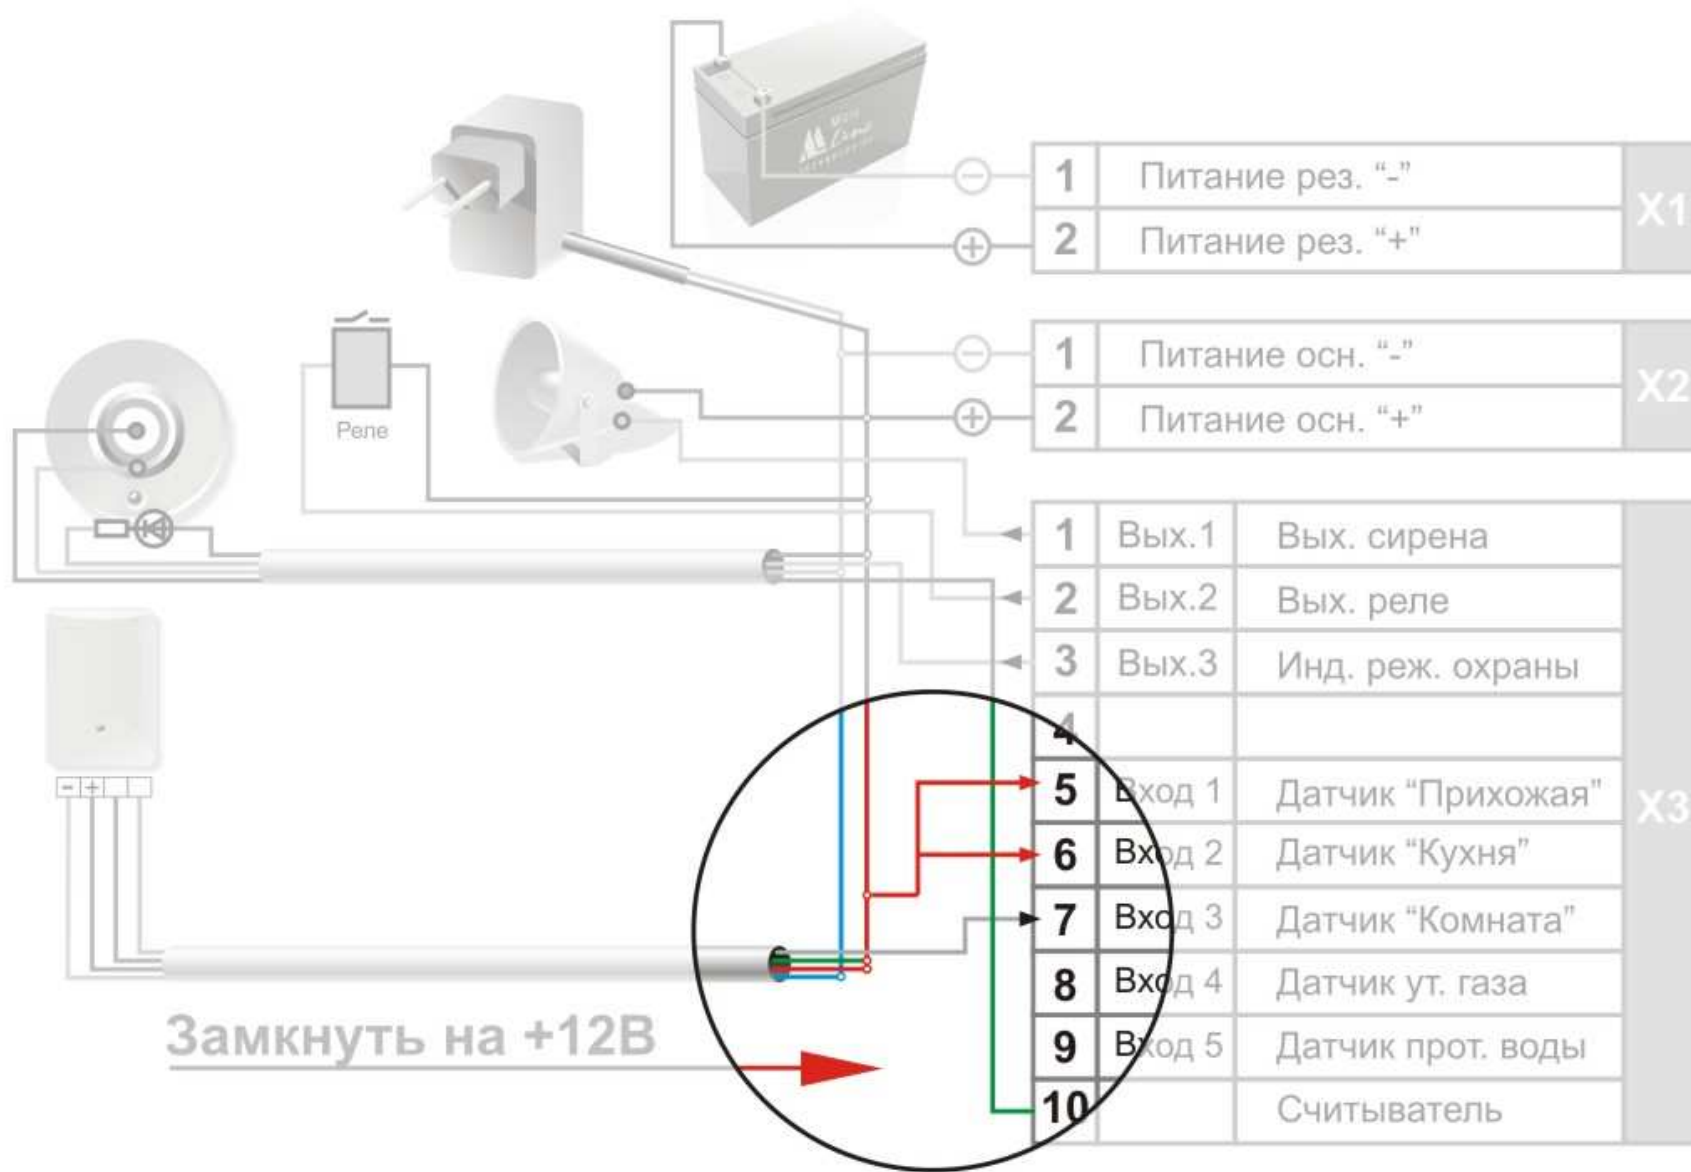 1 Питание рез. “-”
2 Питание рез. “+”
X1
1 Питание осн. “-”
2 Питание осн. “+”
X2
Реле
1 Вых.1 Вых. сирена
2 Вых.2 Вых. реле
3 Вых.3 Инд. реж. охраны
4
5 Вход 1 Датчик “Прихожая”
6 Вход 2 Датчик “Кухня”
7 Вход 3 Датчик “Комната”
8 Вход 4 Датчик ут. газа
9 Вход 5 Датчик прот. воды
10 Считыватель
X3
- +
Замкнуть на +12В